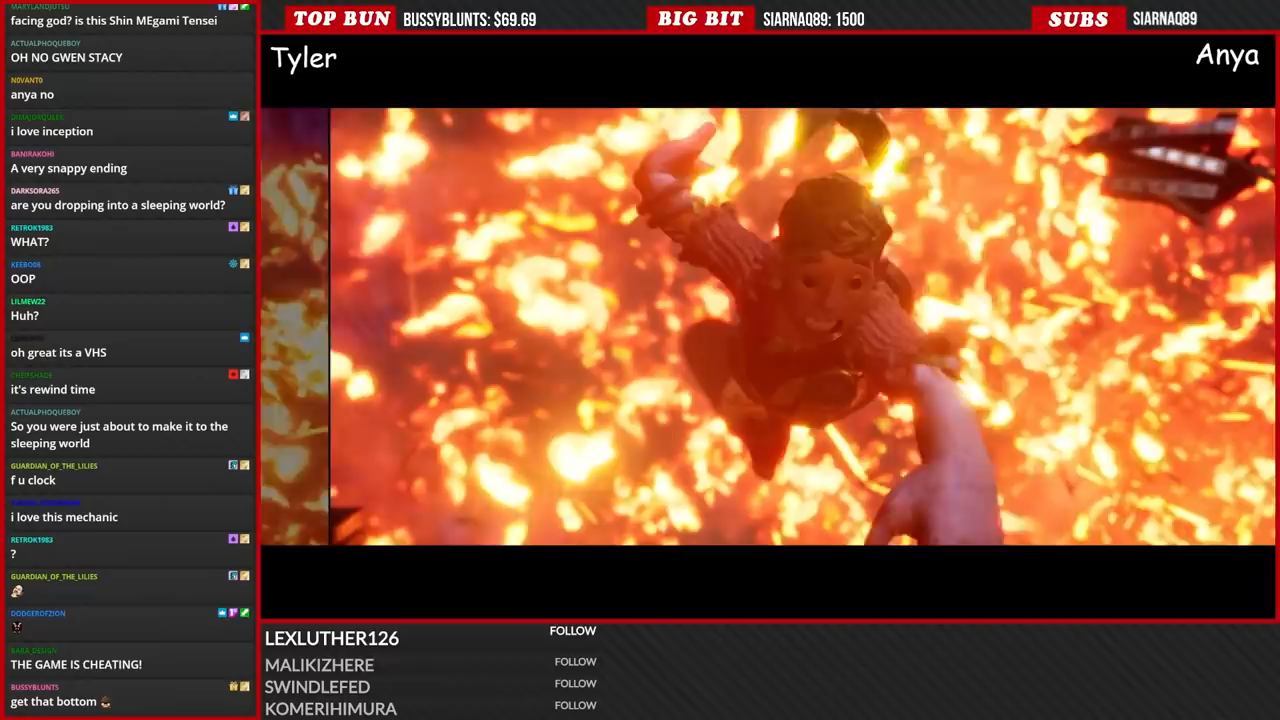 TOP BUN
BUSSYBLUNTS: $69.69
BIG BIT
SIARNAQ89: 1500
SUBS
SIARNAQ89
MARYLANDJUTSU
facing god? is this Shin MEgami Tensei
ACTUALPHOQUEBOY
OH NO GWEN STACY
N0VANT0
anya no
i love inception
BANIRAKOHI
A very snappy ending
DARKSORA265
are you dropping into a sleeping world?
RETROK1983
WHAT?
KEEBO08
OOP
LILMEW22
Huh?
oh great its a VHS
it's rewind time
ACTUALPHOQUEBOY
So you were just about to make it to the
sleeping world
GUARDIAN_OF_THE_LILIES
f u clock
i love this mechanic
RETROK1983
?
GUARDIAN_OF_THE_LILIES
DODGEROFZION
BARA_DESIGN
THE GAME IS CHEATING!
BUSSYBLUNTS
get that bottom
Tyler
Anya
LEXLUTHER126
FOLLOW
MALIKIZHERE
FOLLOW
SWINDLEFED
FOLLOW
KOMERIHIMURA
FOLLOW